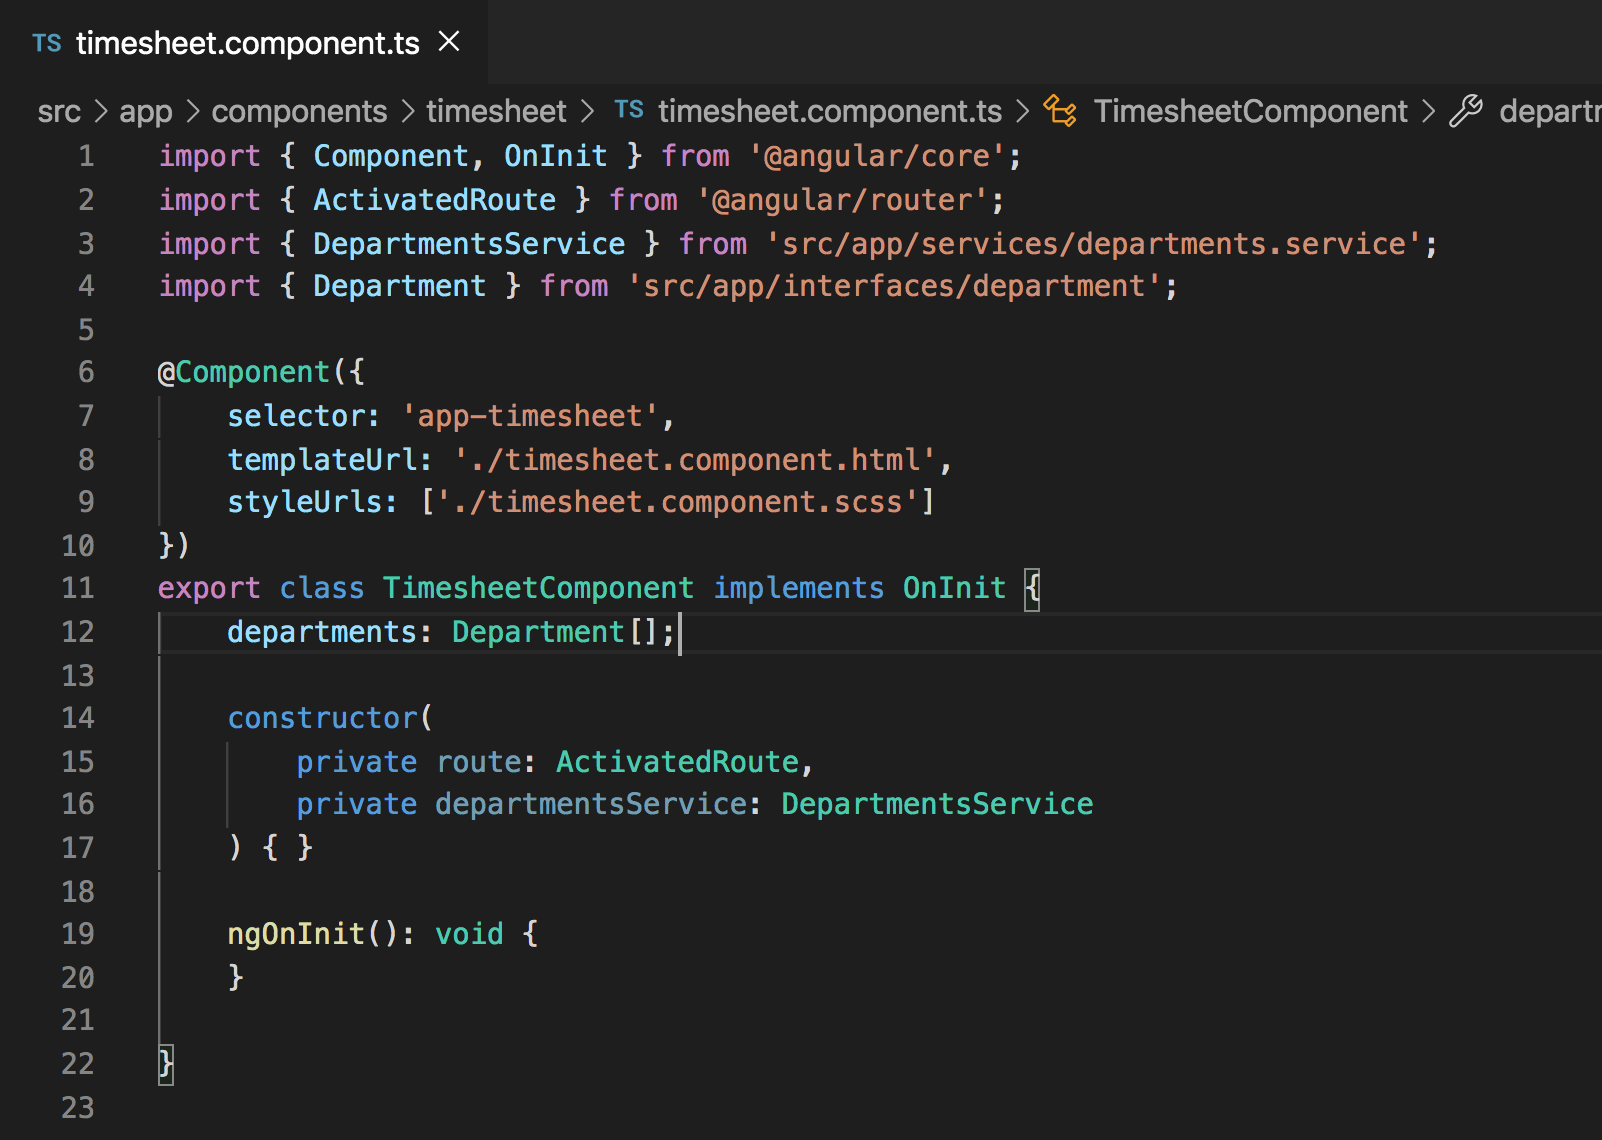 TS timesheet.component.ts ×
src > app > components > timesheet > TS timesheet.component.ts > TimesheetComponent > departr
1 import { Component, OnInit } from '@angular/core';
2 import { ActivatedRoute } from '@angular/router';
3 import { DepartmentsService } from 'src/app/services/departments.service';
4 import { Department } from 'src/app/interfaces/department';
5
6 @Component({
7     selector: 'app-timesheet',
8     templateUrl: './timesheet.component.html',
9     styleUrls: ['./timesheet.component.scss']
10 })
11 export class TimesheetComponent implements OnInit {
12     departments: Department[];
13
14     constructor(
15         private route: ActivatedRoute,
16         private departmentsService: DepartmentsService
17     ) { }
18
19     ngOnInit(): void {
20     }
21
22 }
23